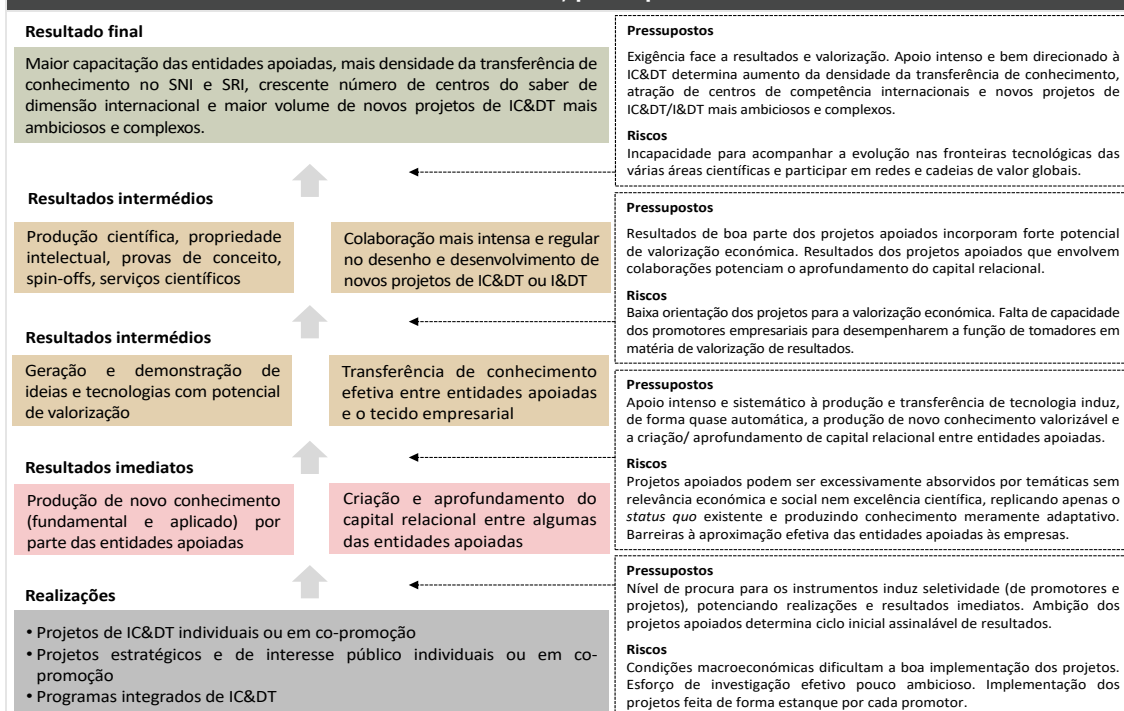 Resultado final
Maior capacitação das entidades apoiadas, mais densidade da transferência de
conhecimento no SNI e SRI, crescente número de centros do saber de
dimensão internacional e maior volume de novos projetos de IC&DT mais
ambiciosos e complexos.
Resultados intermédios
Produção científica, propriedade
intelectual, provas de conceito,
spin-offs, serviços científicos
Colaboração mais intensa e regular
no desenho e desenvolvimento de
novos projetos de IC&DT ou I&DT
Resultados intermédios
Geração e demonstração de
ideias e tecnologias com potencial
de valorização
Transferência de conhecimento
efetiva entre entidades apoiadas
e o tecido empresarial
Resultados imediatos
Produção de novo conhecimento
(fundamental e aplicado) por
parte das entidades apoiadas
Criação e aprofundamento do
capital relacional entre algumas
das entidades apoiadas
Realizações
• Projetos de IC&DT individuais ou em co-promoção
• Projetos estratégicos e de interesse público individuais ou em co-
promoção
• Programas integrados de IC&DT
Pressupostos
Exigência face a resultados e valorização. Apoio intenso e bem direcionado à
IC&DT determina aumento da densidade da transferência de conhecimento,
atração de centros de competência internacionais e novos projetos de
IC&DT/I&DT mais ambiciosos e complexos.
Riscos
Incapacidade para acompanhar a evolução nas fronteiras tecnológicas das
várias áreas científicas e participar em redes e cadeias de valor globais.
Pressupostos
Resultados de boa parte dos projetos apoiados incorporam forte potencial
de valorização económica. Resultados dos projetos apoiados que envolvem
colaborações potenciam o aprofundamento do capital relacional.
Riscos
Baixa orientação dos projetos para a valorização económica. Falta de capacidade
dos promotores empresariais para desempenharem a função de tomadores em
matéria de valorização de resultados.
Pressupostos
Apoio intenso e sistemático à produção e transferência de tecnologia induz,
de forma quase automática, a produção de novo conhecimento valorizável e
a criação/ aprofundamento de capital relacional entre entidades apoiadas.
Riscos
Projetos apoiados podem ser excessivamente absorvidos por temáticas sem
relevância económica e social nem excelência científica, replicando apenas o
status quo existente e produzindo conhecimento meramente adaptativo.
Barreiras à aproximação efetiva das entidades apoiadas às empresas.
Pressupostos
Nível de procura para os instrumentos induz seletividade (de promotores e
projetos), potenciando realizações e resultados imediatos. Ambição dos
projetos apoiados determina ciclo inicial assinalável de resultados.
Riscos
Condições macroeconómicas dificultam a boa implementação dos projetos.
Esforço de investigação efetivo pouco ambicioso. Implementação dos
projetos feita de forma estanque por cada promotor.